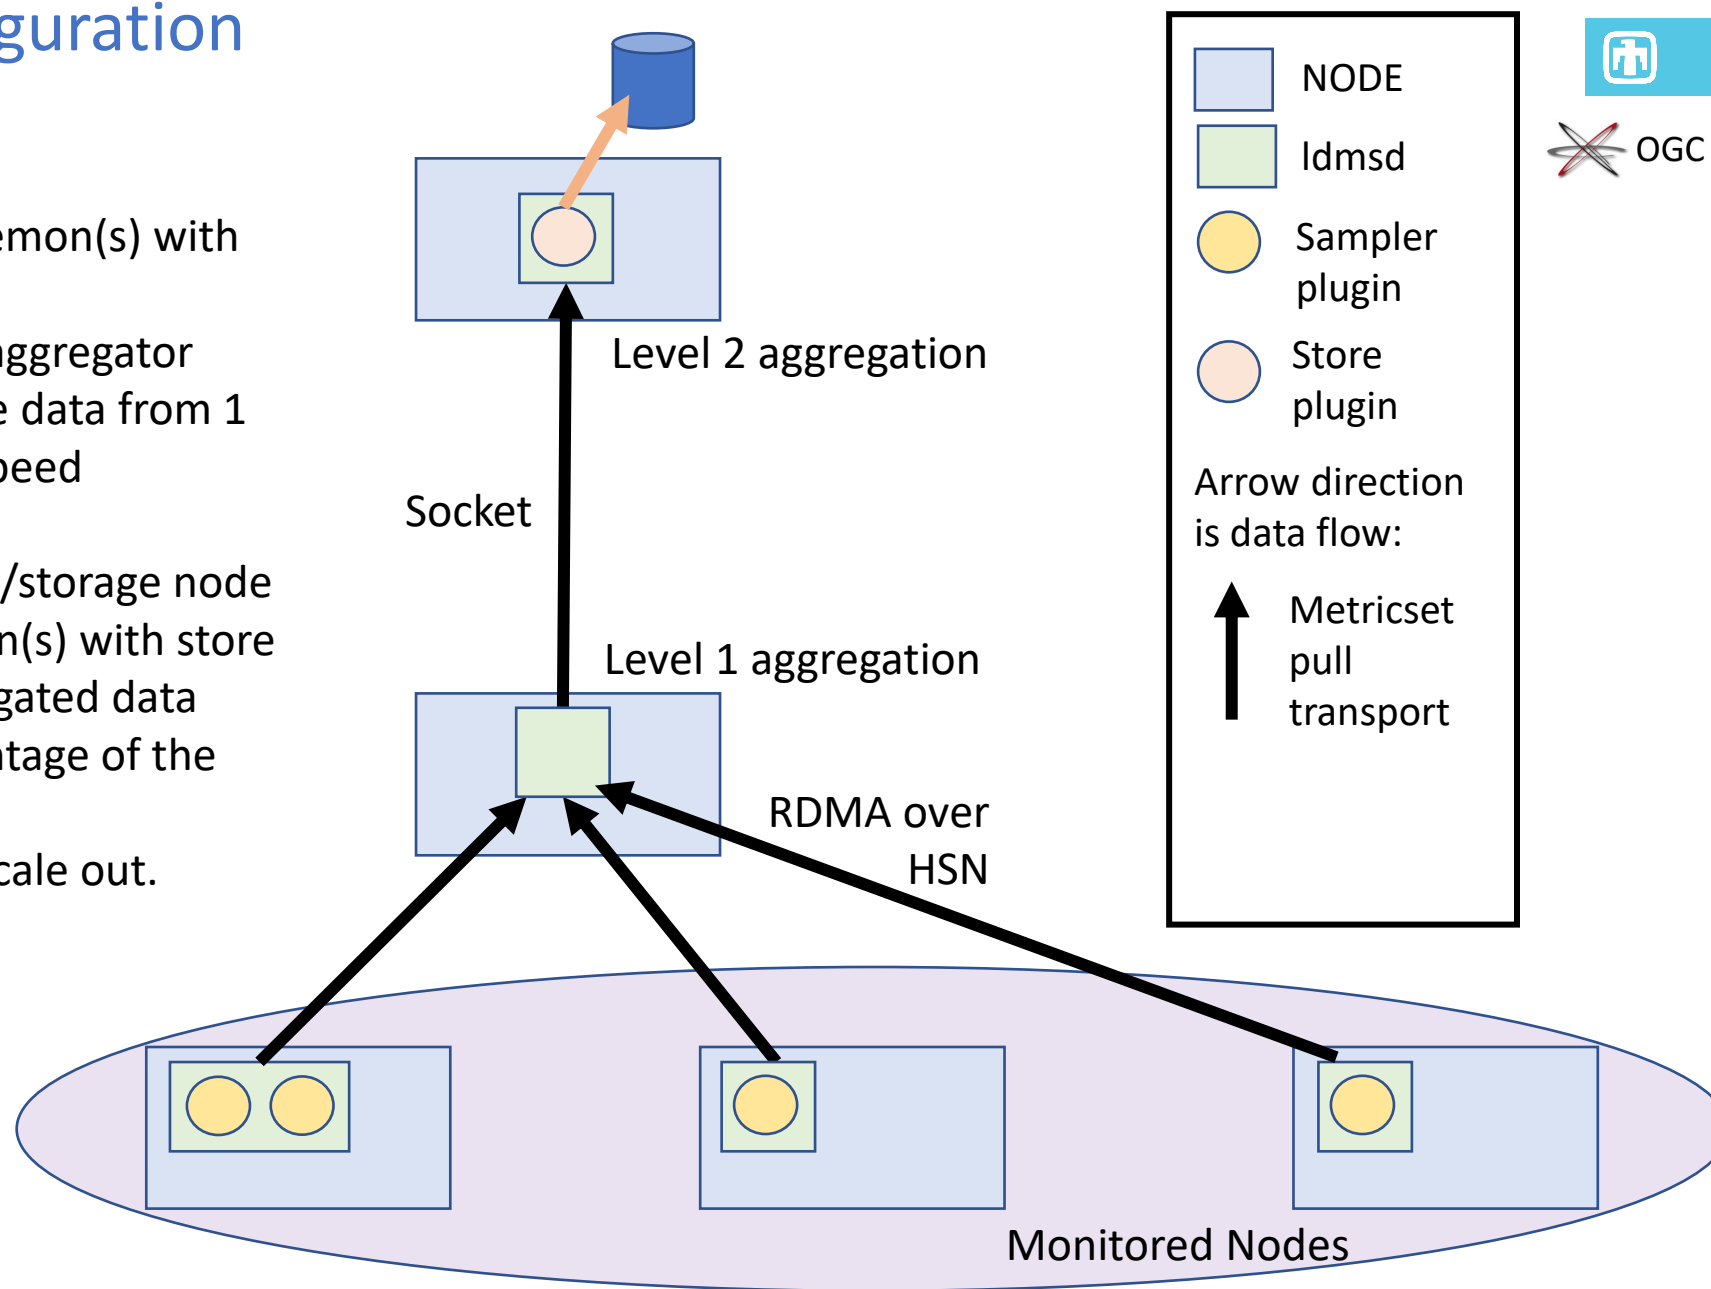 guration
emon(s) with
aggregator
e data from 1
peed
/storage node
n(s) with store
gated data
ntage of the
cale out.
Level 2 aggregation
Socket
Level 1 aggregation
RDMA over
HSN
Monitored Nodes
NODE
ldmsd
Sampler
plugin
Store
plugin
Arrow direction
is data flow:
Metricset
pull
transport
OGC